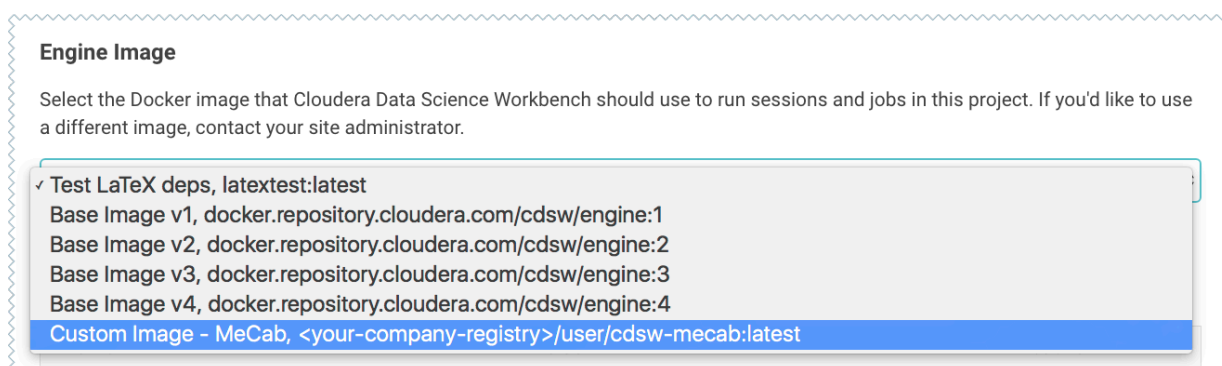 Engine Image
Select the Docker image that Cloudera Data Science Workbench should use to run sessions and jobs in this project. If you'd like to use
a different image, contact your site administrator.
✓ Test LaTeX deps, latextest:latest
Base Image v1, docker.repository.cloudera.com/cdsw/engine:1
Base Image v2, docker.repository.cloudera.com/cdsw/engine:2
Base Image v3, docker.repository.cloudera.com/cdsw/engine:3
Base Image v4, docker.repository.cloudera.com/cdsw/engine:4
Custom Image - MeCab, <your-company-registry>/user/cdsw-mecab:latest